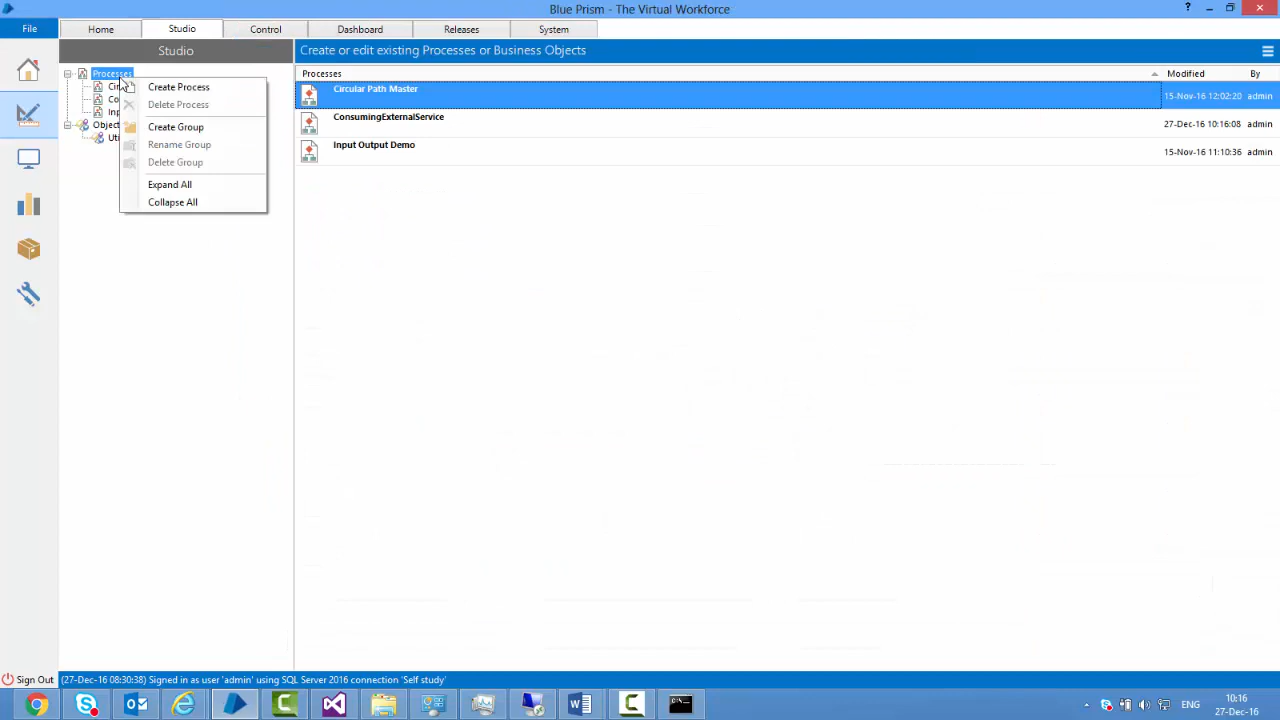 Blue Prism - The Virtual Workforce
?
File
Home
Studio
Control
Dashboard
Releases
System
Studio
Create or edit existing Processes or Business Objects
Processes
Create Process
Delete Process
Create Group
Rename Group
Delete Group
Expand All
Collapse All
Processes
Modified
By
Circular Path Master
15-Nov-16 12:02:20
admin
ConsumingExternalService
27-Dec-16 10:16:08
admin
Input Output Demo
15-Nov-16 11:10:36
admin
Sign Out
(27-Dec-16 08:30:38) Signed in as user 'admin' using SQL Server 2016 connection 'Self study'
ENG
10:16
27-Dec-16